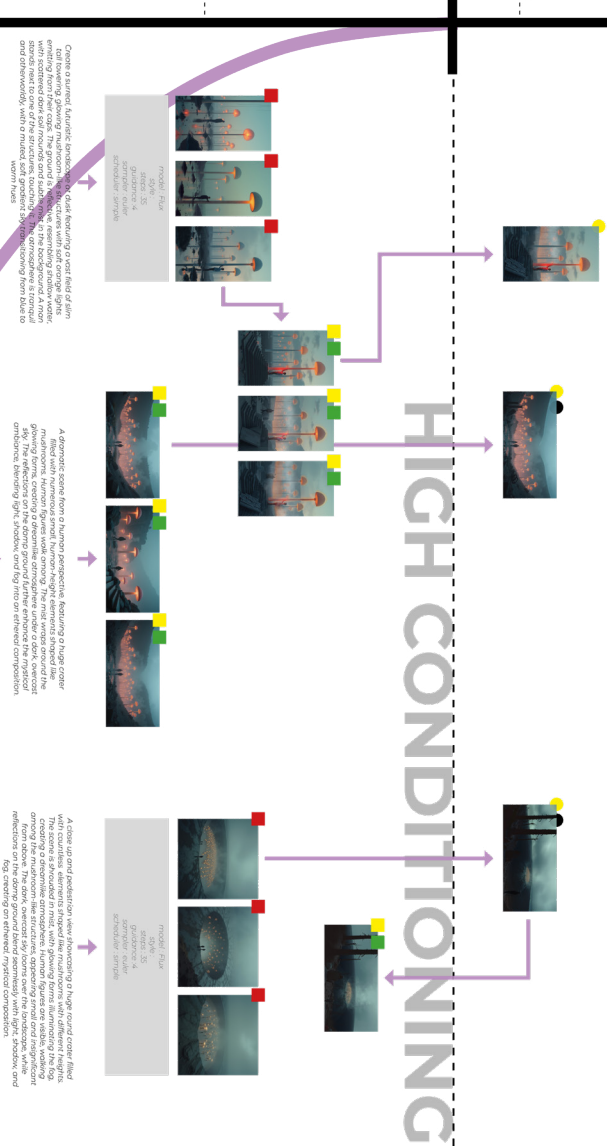 HIGH CONDITIONING
Create a surreal, futuristic landscape at dusk featuring a vast field of slim
tall towering, glowing mushroom-like structures with soft orange lights
emitting from their caps. The ground is reflective, resembling shallow water,
with scattered dark soil mounds and subtle mist in the background. A man
stands next to one of the structures, touching it. The atmosphere is tranquil
and otherworldly, with a muted, soft gradient sky transitioning from blue to
warm hues
model : Flux
style
steps :35
guidance :4
sampler :euler
scheduler :simple
A dramatic scene from a human perspective, featuring a huge crater
filled with numerous small, human-height elements shaped like
mushrooms. Human figures walk among. The mist wraps around the
glowing forms, creating a dreamlike atmosphere under a dark, overcast
sky. The reflections on the damp ground further enhance the mystical
ambiance, blending light, shadow, and fog into an ethereal composition.
A close up and pedestrian view showcasing a huge round crater filled
with countless elements shaped like mushrooms with different heights.
The scene is shrouded in mist, with glowing forms illuminating the fog,
creating a dreamlike atmosphere. Human figures are visible, walking
among the mushroom-like structures, appearing small and insignificant
from above. The dark, overcast sky looms over the landscape, while
reflections on the damp ground blend seamlessly with light, shadow, and
fog, creating an ethereal, mystical composition.
model : Flux
style
steps :35
guidance :4
sampler :euler
scheduler :simple